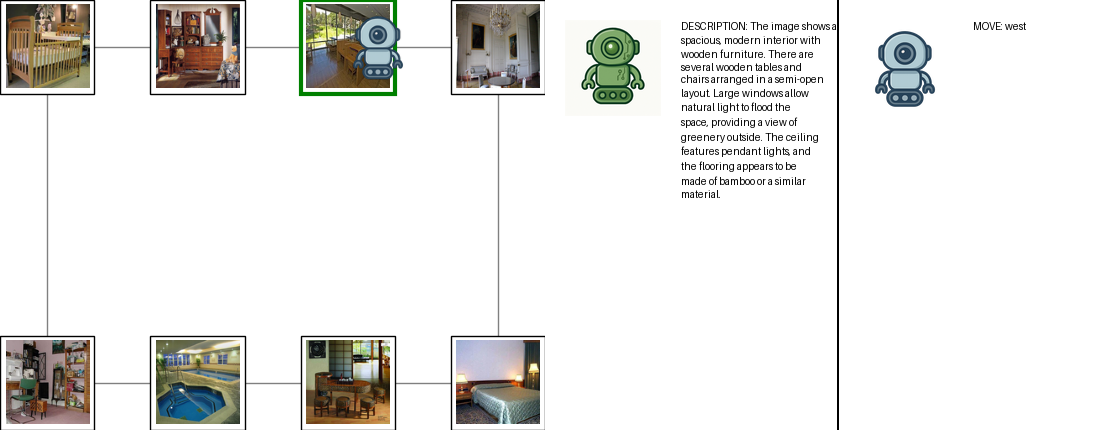 DESCRIPTION: The image shows a
spacious, modern interior with
wooden furniture. There are
several wooden tables and
chairs arranged in a semi-open
layout. Large windows allow
natural light to flood the
space, providing a view of
greenery outside. The ceiling
features pendant lights, and
the flooring appears to be
made of bamboo or a similar
material.
MOVE: west